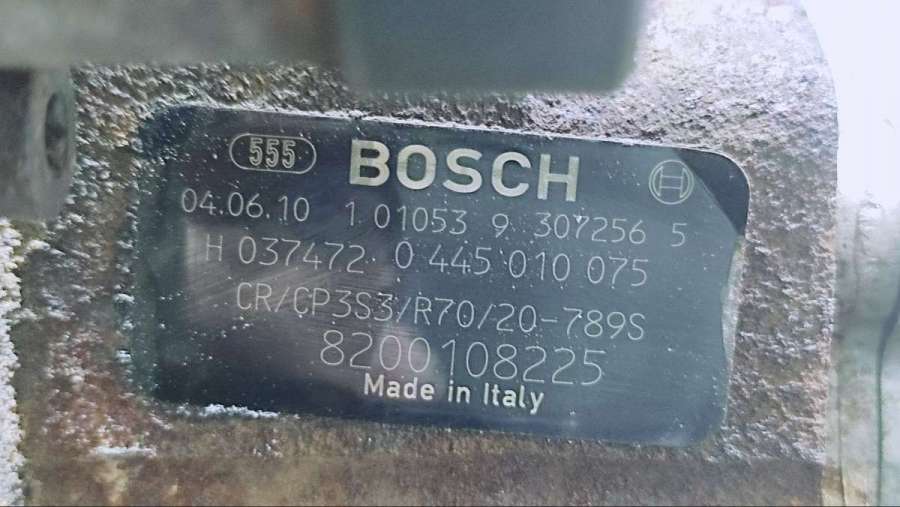 555 BOSCH
04.06.10 1 01053 9 307256 5
H 037472 0 445 010 075
CR/CP3S3/R70/20-789S
8200108225
Made in Italy